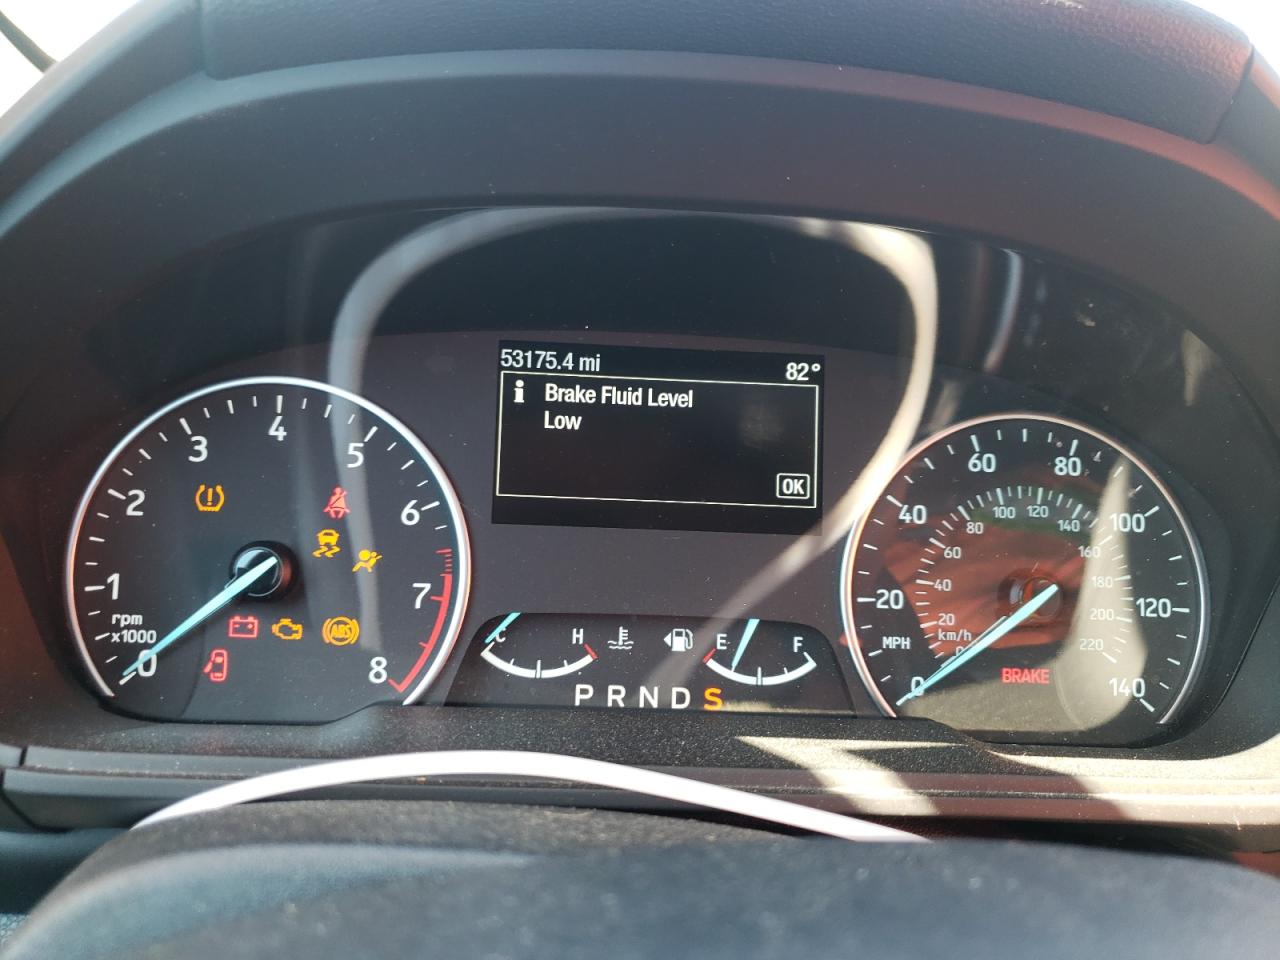 53175.4 mi 82°
i Brake Fluid Level
Low
OK
0 1 2 3 4 5 6 7 8
rpm
x1000
ABS
C H E F
P R N D S
0 20 40 60 80 100 120 140
MPH
0 20 40 60 80 100 120 140 160 180 200 220
km/h
BRAKE